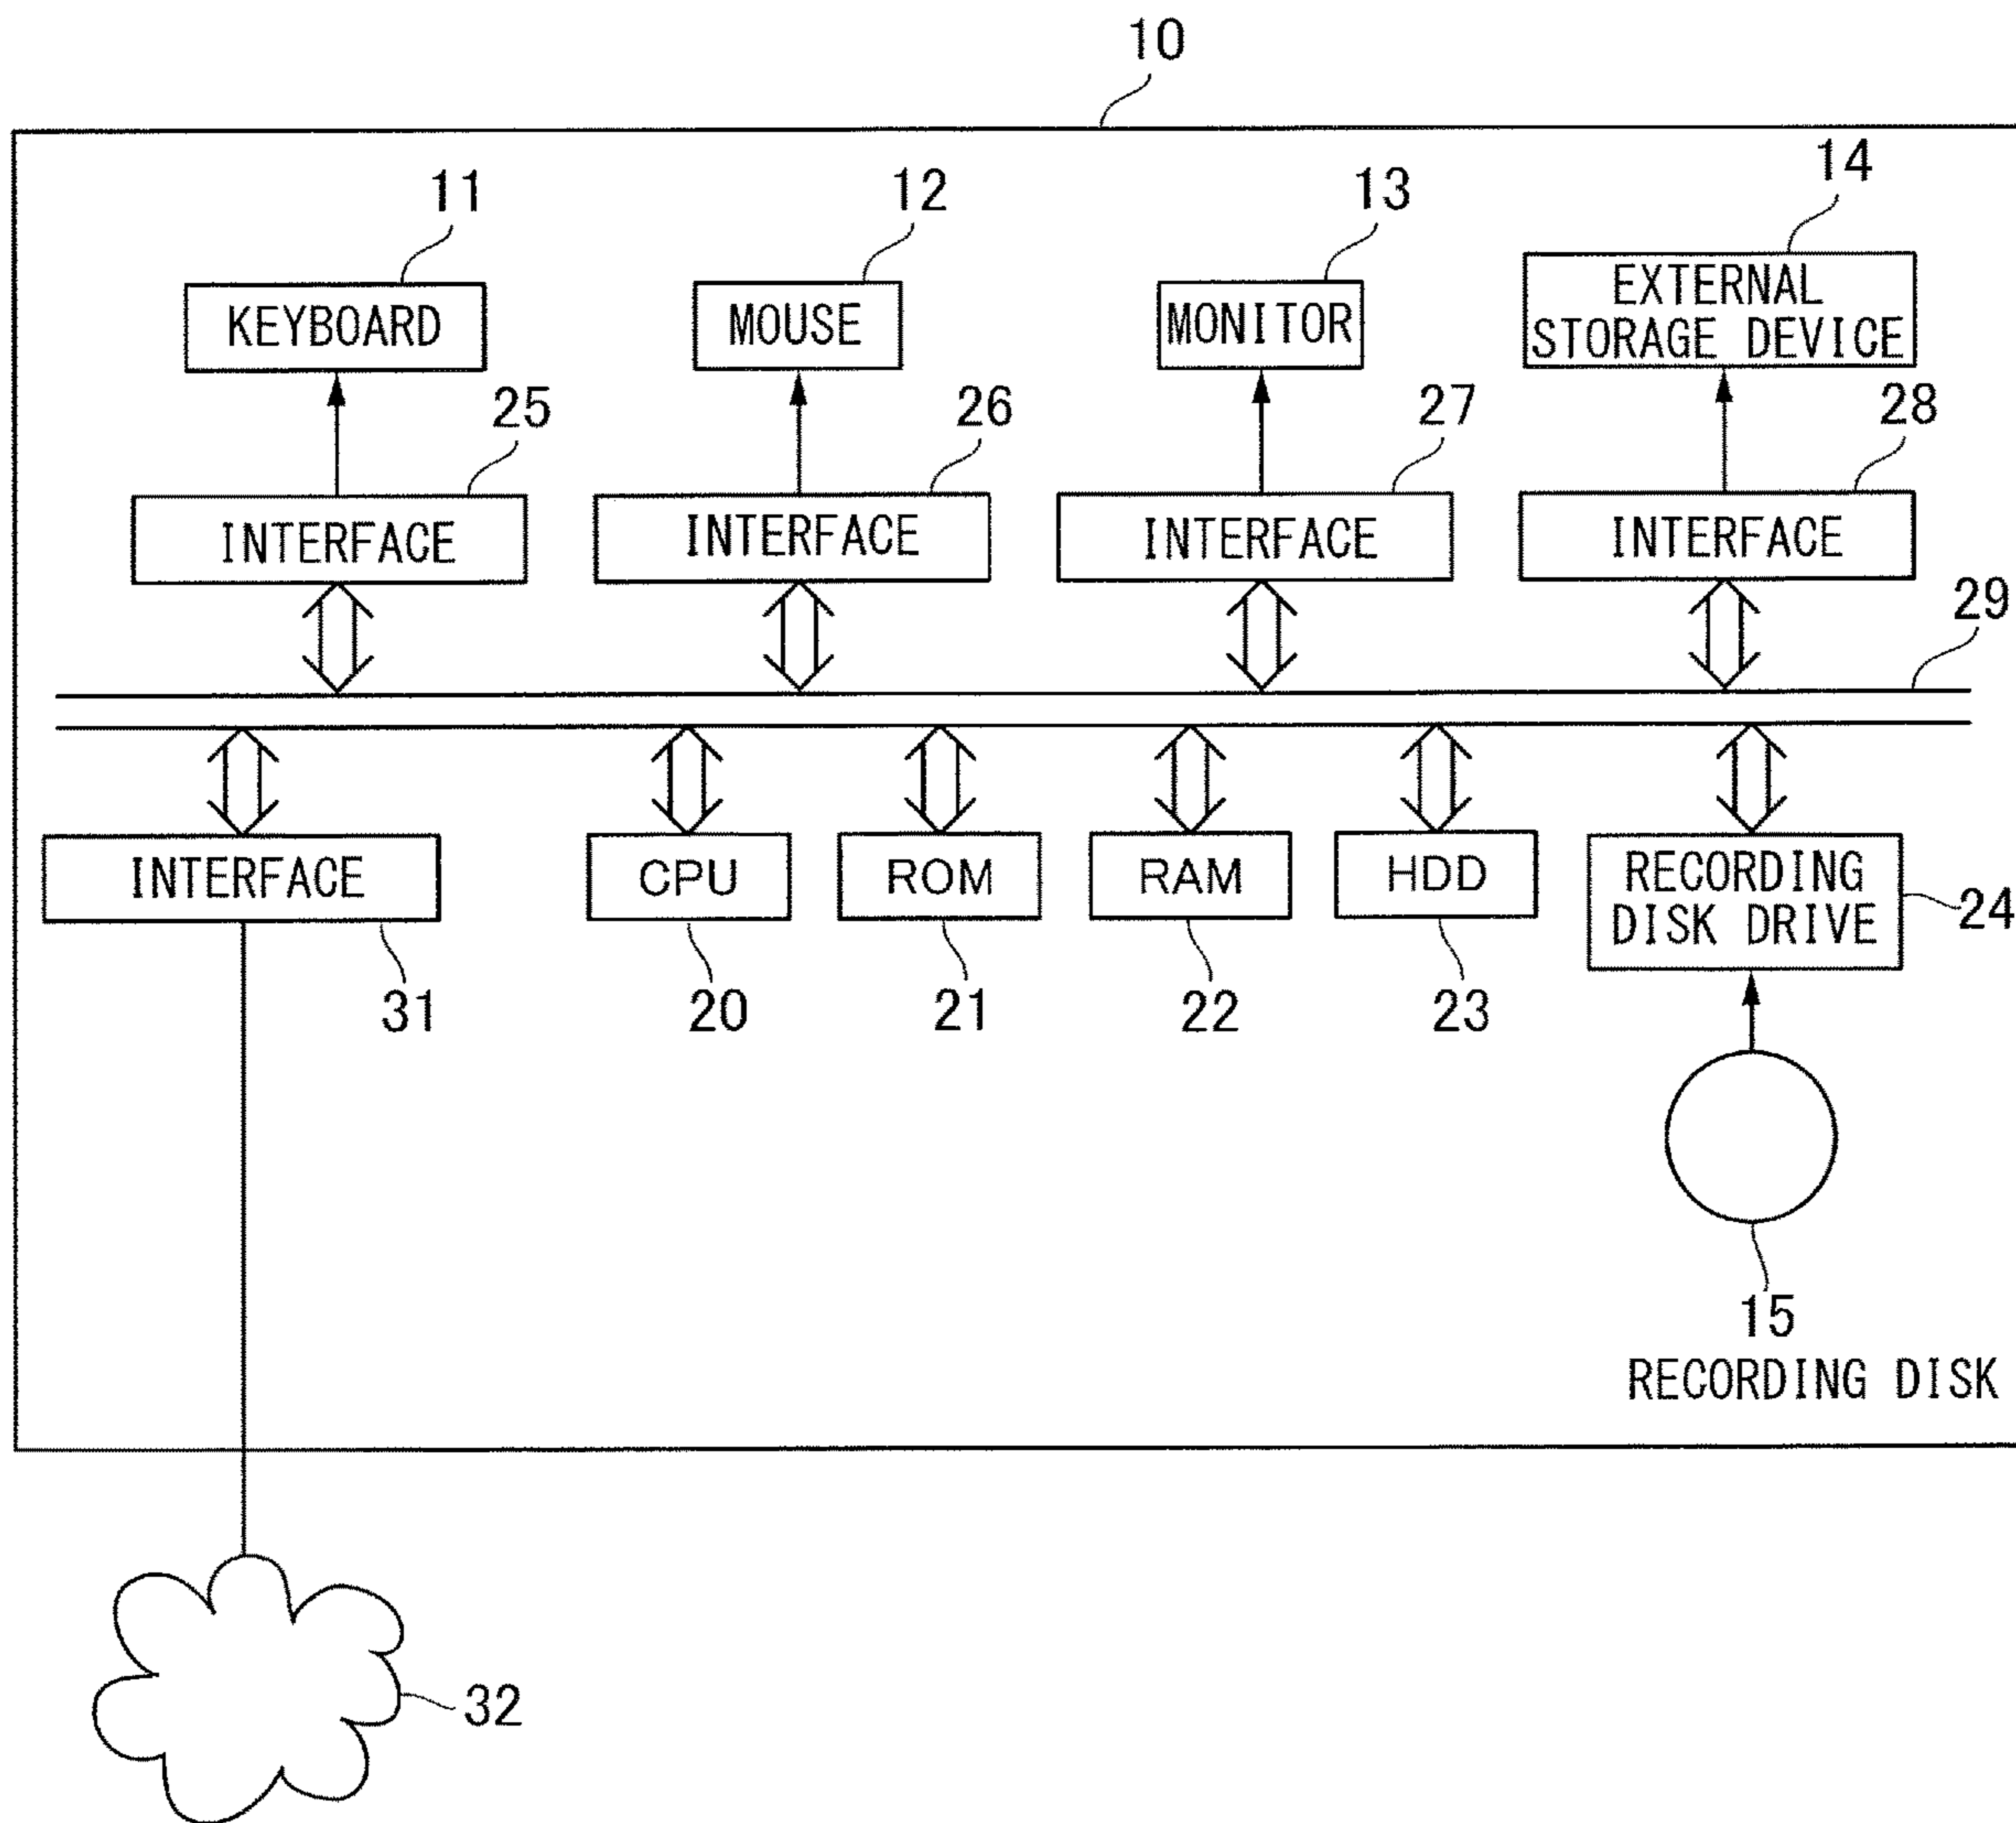 10
11
12
13
14
KEYBOARD
MOUSE
MONITOR
EXTERNAL
STORAGE DEVICE
25
26
27
28
INTERFACE
INTERFACE
INTERFACE
INTERFACE
29
INTERFACE
CPU
ROM
RAM
HDD
RECORDING
DISK DRIVE
24
31
20
21
22
23
15
RECORDING DISK
32